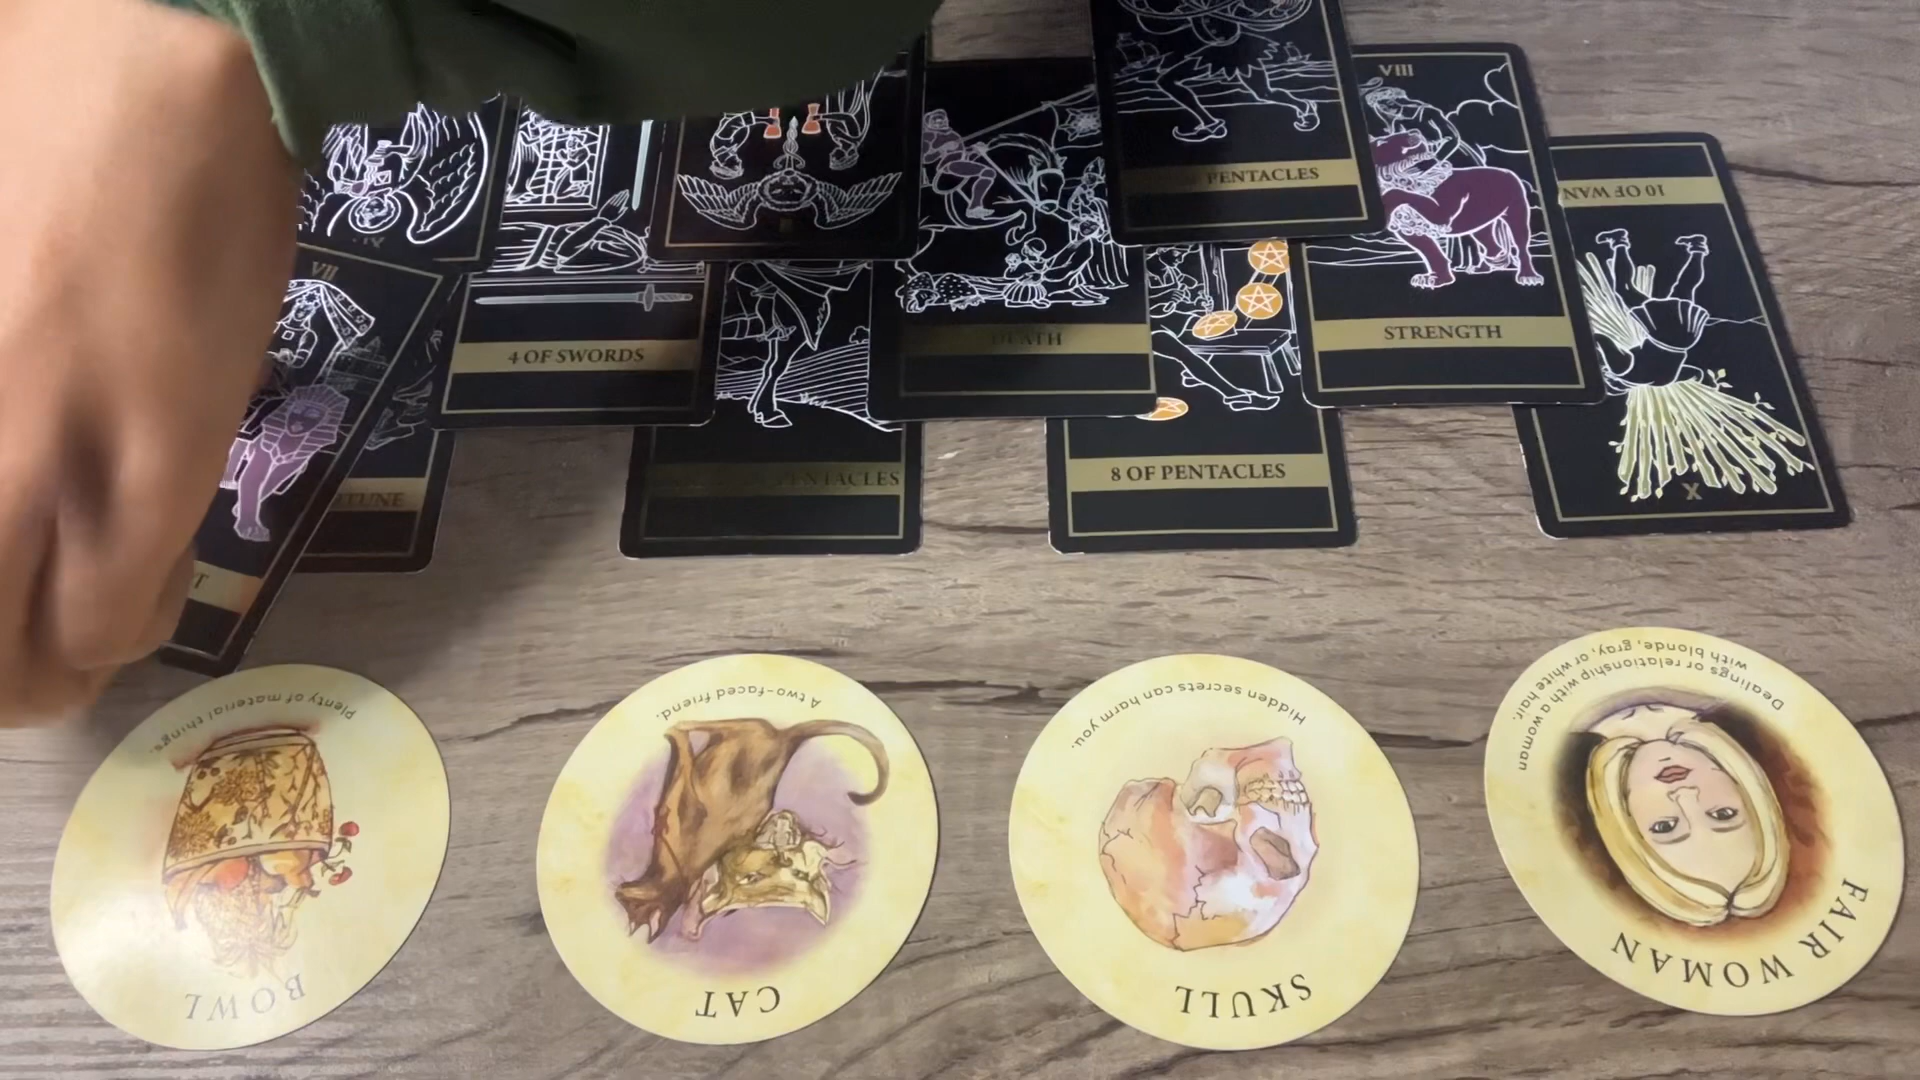 VIII
PENTACLES
10 OF WAN
VII
STRENGTH
DEATH
4 OF SWORDS
8 OF PENTACLES
PENTACLES
TUNE
X
T
Plenty of material things.
BOWL
A two-faced friend.
CAT
Hidden secrets can harm you.
SKULL
Dealings or relationship with a woman
with blonde, gray, or white hair.
FAIR WOMAN